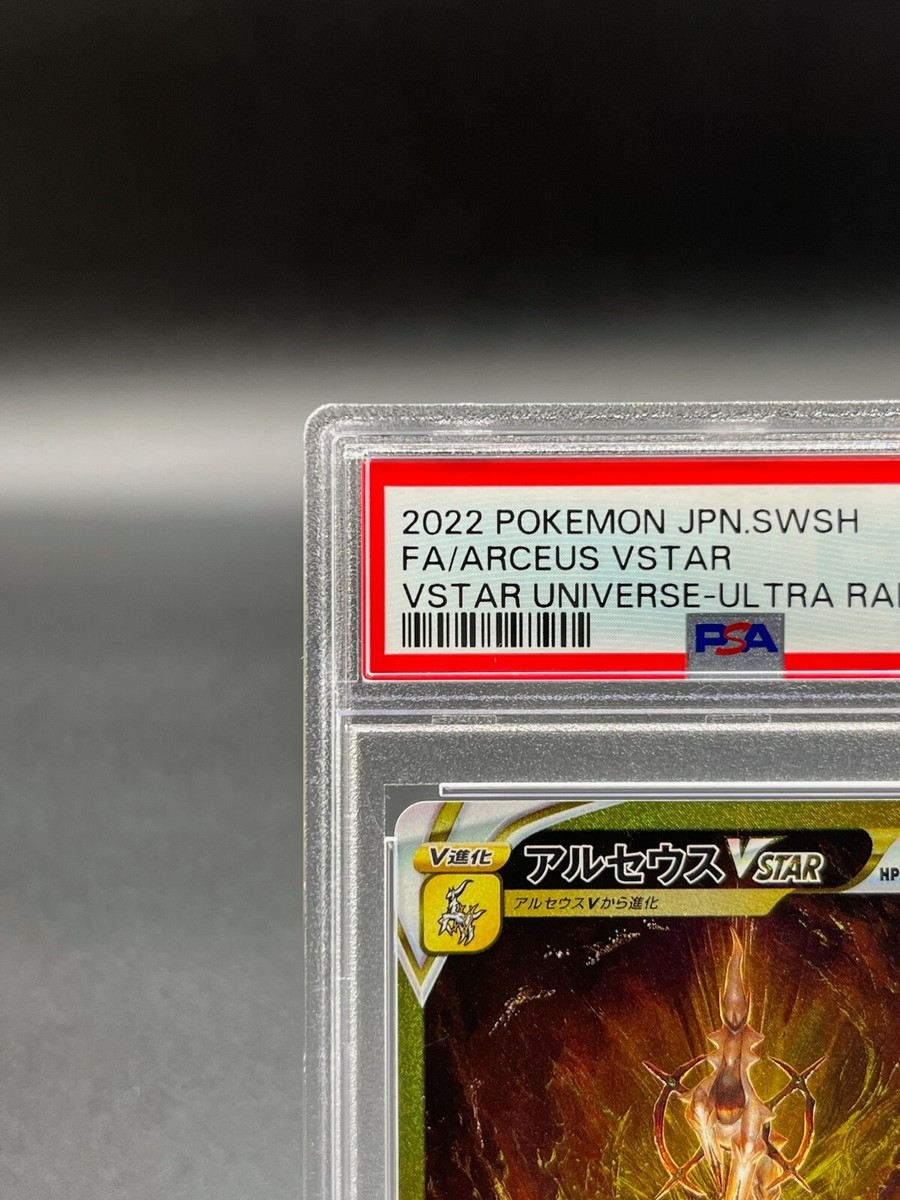 2022 POKEMON JPN.SWSH
FA/ARCEUS VSTAR
VSTAR UNIVERSE-ULTRA
PSA
V進化
アルセウス VSTAR
HP
アルセウスVから進化